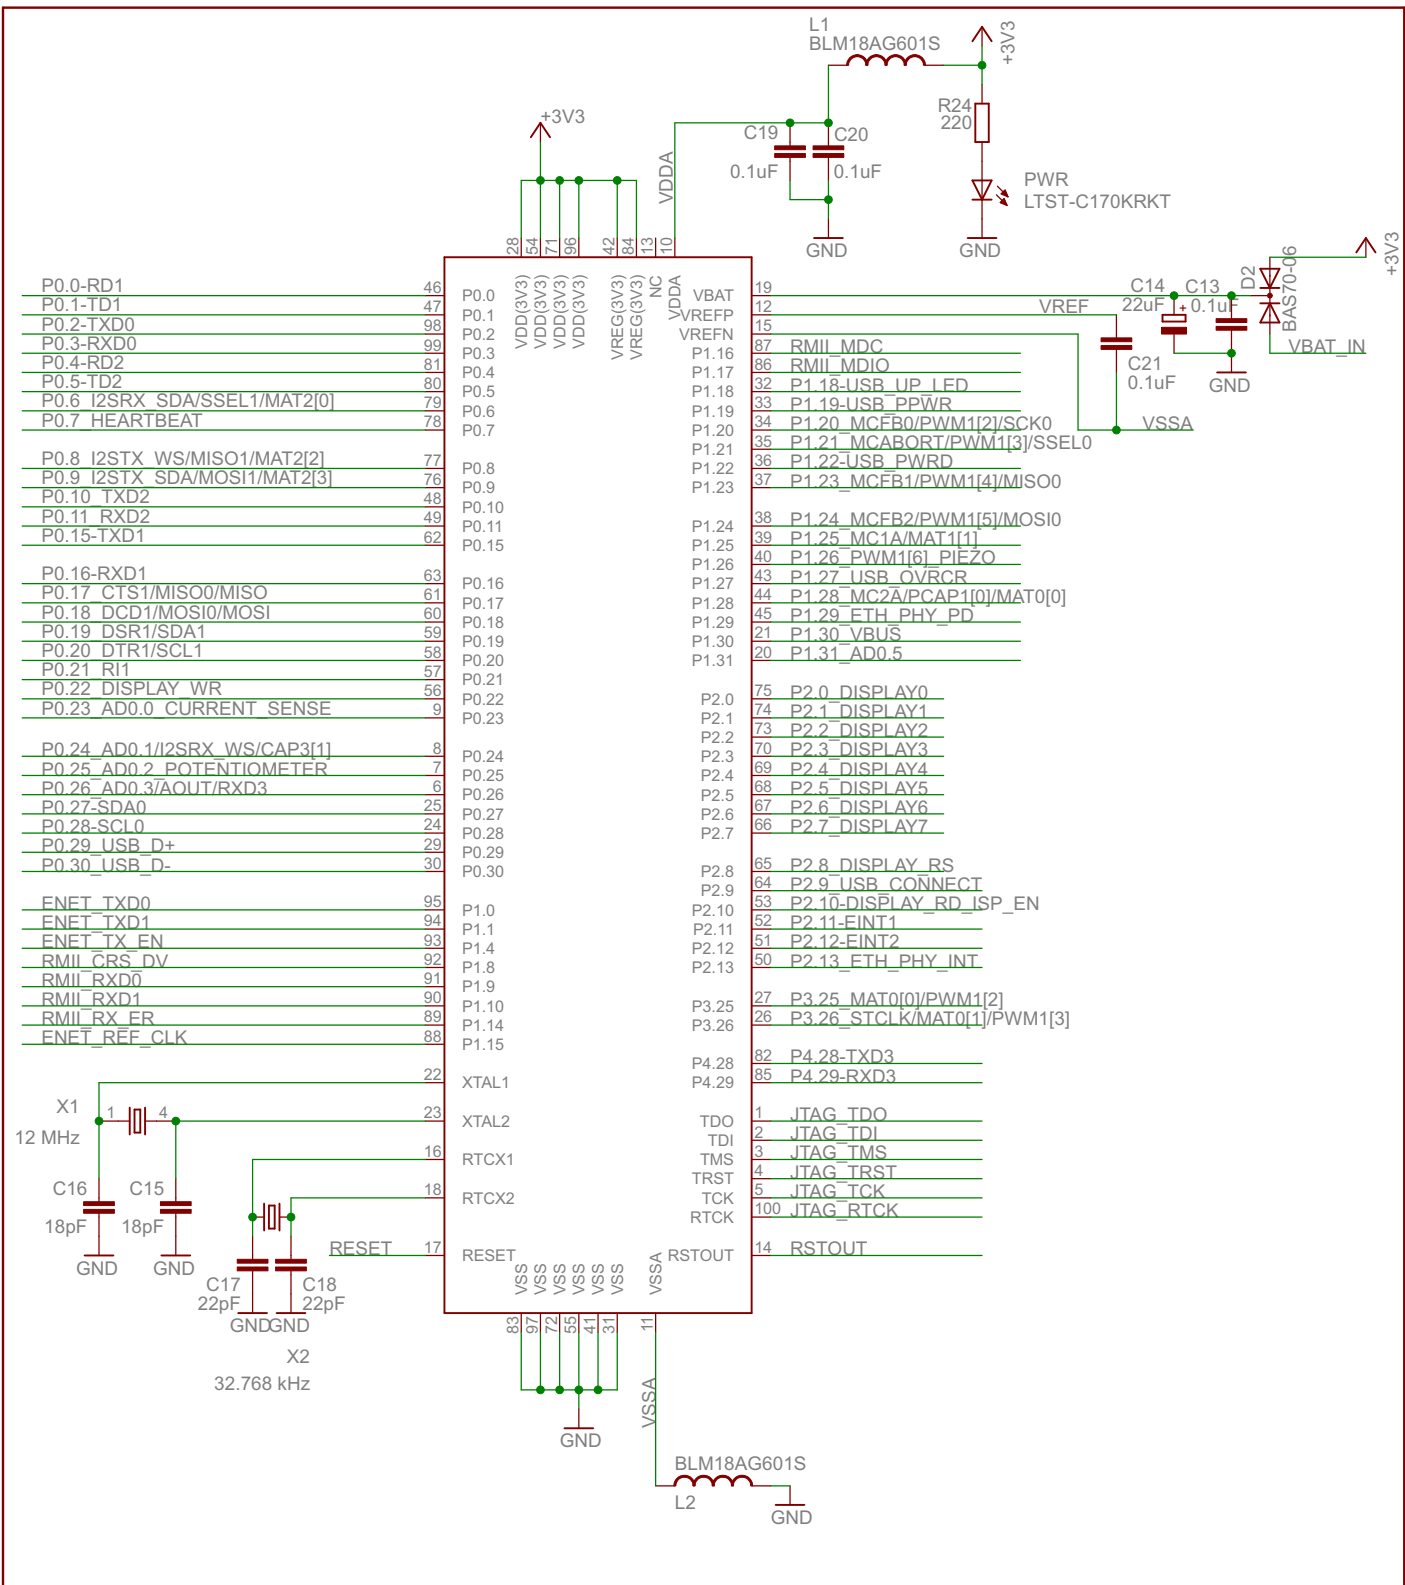 L1
BLM18AG601S
+3V3
R24
220
+3V3
C19
0.1uF
C20
0.1uF
VDDA
PWR
LTST-C170KRKT
GND
GND
28
54
71
96
42
84
13
10
VDD(3V3)
VDD(3V3)
VDD(3V3)
VDD(3V3)
VREG(3V3)
VREG(3V3)
NC
VDDA
+3V3
D2
BAS70-06
C14
22uF
+
C13
0.1uF
GND
VBAT_IN
VREF
C21
0.1uF
VSSA
P0.0-RD1 46 P0.0
P0.1-TD1 47 P0.1
P0.2-TXD0 98 P0.2
P0.3-RXD0 99 P0.3
P0.4-RD2 81 P0.4
P0.5-TD2 80 P0.5
P0.6_I2SRX_SDA/SSEL1/MAT2[0] 79 P0.6
P0.7_HEARTBEAT 78 P0.7
P0.8_I2STX_WS/MISO1/MAT2[2] 77 P0.8
P0.9_I2STX_SDA/MOSI1/MAT2[3] 76 P0.9
P0.10_TXD2 48 P0.10
P0.11_RXD2 49 P0.11
P0.15-TXD1 62 P0.15
P0.16-RXD1 63 P0.16
P0.17_CTS1/MISO0/MISO 61 P0.17
P0.18_DCD1/MOSI0/MOSI 60 P0.18
P0.19_DSR1/SDA1 59 P0.19
P0.20_DTR1/SCL1 58 P0.20
P0.21_RI1 57 P0.21
P0.22_DISPLAY_WR 56 P0.22
P0.23_AD0.0_CURRENT_SENSE 9 P0.23
P0.24_AD0.1/I2SRX_WS/CAP3[1] 8 P0.24
P0.25_AD0.2_POTENTIOMETER 7 P0.25
P0.26_AD0.3/AOUT/RXD3 6 P0.26
P0.27-SDA0 25 P0.27
P0.28-SCL0 24 P0.28
P0.29_USB_D+ 29 P0.29
P0.30_USB_D- 30 P0.30
ENET_TXD0 95 P1.0
ENET_TXD1 94 P1.1
ENET_TX_EN 93 P1.4
RMII_CRS_DV 92 P1.8
RMII_RXD0 91 P1.9
RMII_RXD1 90 P1.10
RMII_RX_ER 89 P1.14
ENET_REF_CLK 88 P1.15
22 XTAL1
23 XTAL2
16 RTCX1
18 RTCX2
RESET 17 RESET
VBAT 19
VREFP 12
VREFN 15
P1.16 87 RMII_MDC
P1.17 86 RMII_MDIO
P1.18 32 P1.18-USB_UP_LED
P1.19 33 P1.19-USB_PPWR
P1.20 34 P1.20_MCFB0/PWM1[2]/SCK0
P1.21 35 P1.21_MCABORT/PWM1[3]/SSEL0
P1.22 36 P1.22-USB_PWRD
P1.23 37 P1.23_MCFB1/PWM1[4]/MISO0
P1.24 38 P1.24_MCFB2/PWM1[5]/MOSI0
P1.25 39 P1.25_MC1A/MAT1[1]
P1.26 40 P1.26_PWM1[6]_PIEZO
P1.27 43 P1.27_USB_OVRCR
P1.28 44 P1.28_MC2A/PCAP1[0]/MAT0[0]
P1.29 45 P1.29_ETH_PHY_PD
P1.30 21 P1.30_VBUS
P1.31 20 P1.31_AD0.5
P2.0 75 P2.0_DISPLAY0
P2.1 74 P2.1_DISPLAY1
P2.2 73 P2.2_DISPLAY2
P2.3 70 P2.3_DISPLAY3
P2.4 69 P2.4_DISPLAY4
P2.5 68 P2.5_DISPLAY5
P2.6 67 P2.6_DISPLAY6
P2.7 66 P2.7_DISPLAY7
P2.8 65 P2.8_DISPLAY_RS
P2.9 64 P2.9_USB_CONNECT
P2.10 53 P2.10-DISPLAY_RD_ISP_EN
P2.11 52 P2.11-EINT1
P2.12 51 P2.12-EINT2
P2.13 50 P2.13_ETH_PHY_INT
P3.25 27 P3.25_MAT0[0]/PWM1[2]
P3.26 26 P3.26_STCLK/MAT0[1]/PWM1[3]
P4.28 82 P4.28-TXD3
P4.29 85 P4.29-RXD3
TDO 1 JTAG_TDO
TDI 2 JTAG_TDI
TMS 3 JTAG_TMS
TRST 4 JTAG_TRST
TCK 5 JTAG_TCK
RTCK 100 JTAG_RTCK
RSTOUT 14 RSTOUT
X1
12 MHz
1
4
C16
18pF
C15
18pF
GND
GND
C17
22pF
C18
22pF
GND
GND
X2
32.768 kHz
VSS
VSS
VSS
VSS
VSS
VSS
VSSA
83
97
72
55
41
31
11
GND
VSSA
BLM18AG601S
L2
GND